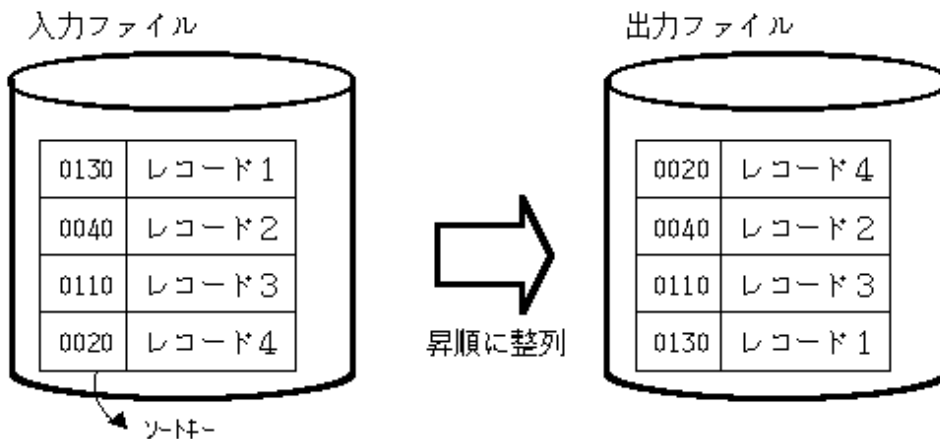 入力ファイル
0130 レコード1
0040 レコード2
0110 レコード3
0020 レコード4
ソートキー
昇順に整列
出力ファイル
0020 レコード4
0040 レコード2
0110 レコード3
0130 レコード1